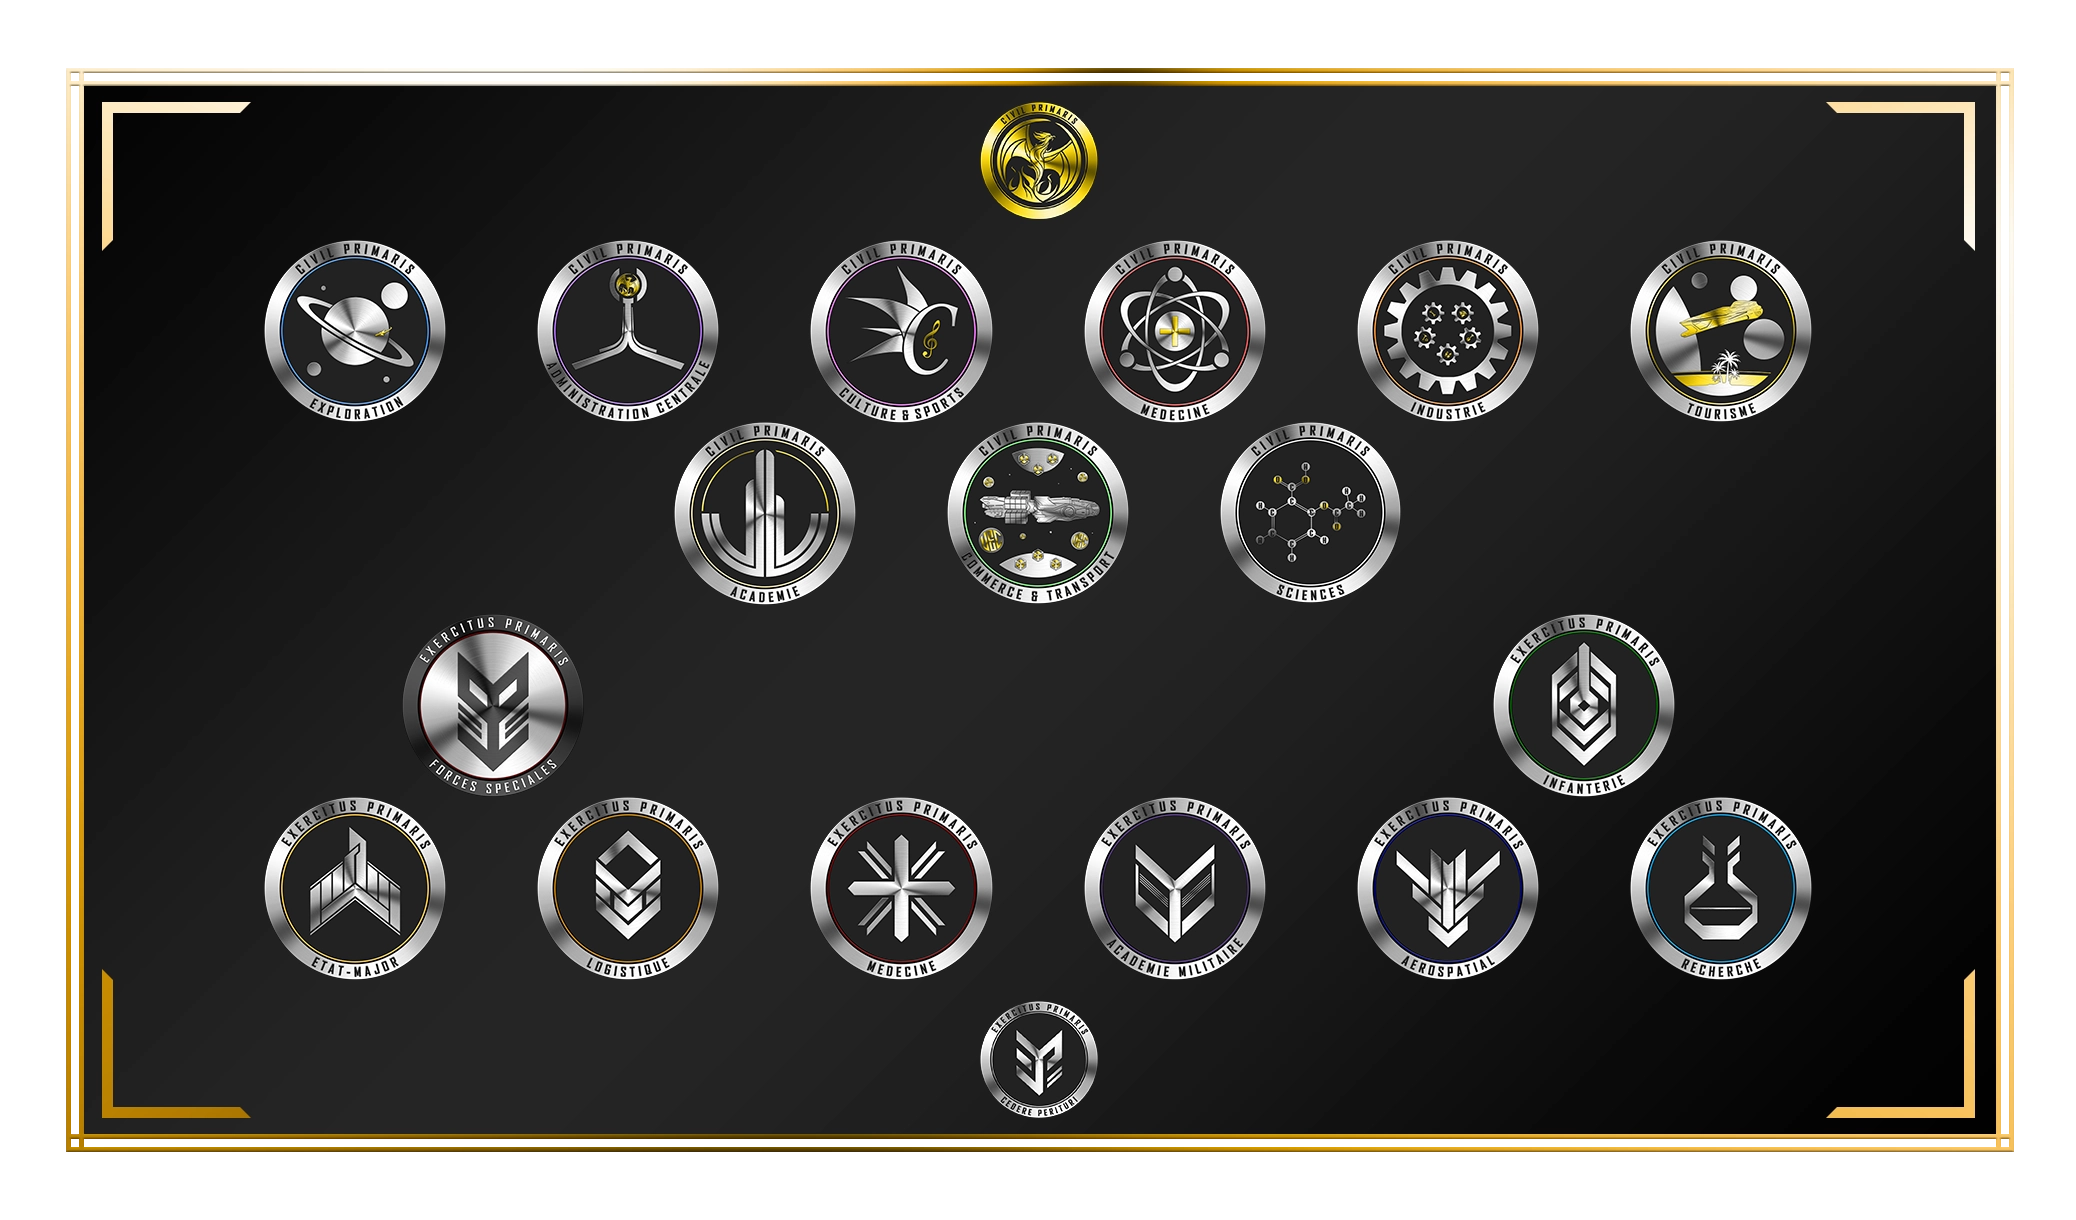 CIVIL PRIMARIS
CIVIL PRIMARIS
EXPLORATION
CIVIL PRIMARIS
ADMINISTRATION CENTRALE
CIVIL PRIMARIS
CULTURE & SPORTS
CIVIL PRIMARIS
MEDECINE
CIVIL PRIMARIS
INDUSTRIE
CIVIL PRIMARIS
TOURISME
CIVIL PRIMARIS
ACADEMIE
CIVIL PRIMARIS
COMMERCE & TRANSPORT
CIVIL PRIMARIS
SCIENCES
EXERCITUS PRIMARIS
FORCES SPECIALES
EXERCITUS PRIMARIS
INFANTERIE
EXERCITUS PRIMARIS
ETAT-MAJOR
EXERCITUS PRIMARIS
LOGISTIQUE
EXERCITUS PRIMARIS
MEDECINE
EXERCITUS PRIMARIS
ACADEMIE MILITAIRE
EXERCITUS PRIMARIS
AEROSPATIAL
EXERCITUS PRIMARIS
RECHERCHE
EXERCITUS PRIMARIS
CEDERE PERITURI